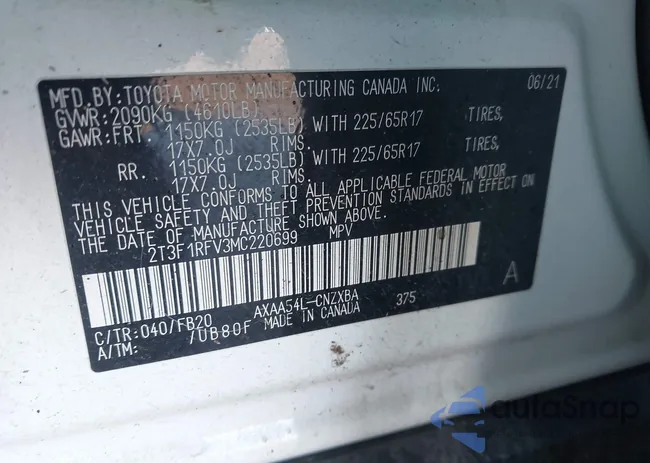 MFD.BY:TOYOTA MOTOR MANUFACTURING CANADA INC. 06/21
GVWR:2090KG (4610LB)
GAWR:FRT. 1150KG (2535LB) WITH 225/65R17 TIRES,
17X7.0J RIMS.
RR. 1150KG (2535LB) WITH 225/65R17 TIRES,
17X7.0J RIMS.
THIS VEHICLE CONFORMS TO ALL APPLICABLE FEDERAL MOTOR
VEHICLE SAFETY AND THEFT PREVENTION STANDARDS IN EFFECT ON
THE DATE OF MANUFACTURE SHOWN ABOVE.
2T3F1RFV3MC220699 MPV
A
C/TR:040/FB20 AXAA54L-CNZXBA 375
A/TM: /UB80F MADE IN CANADA
aulaSnap